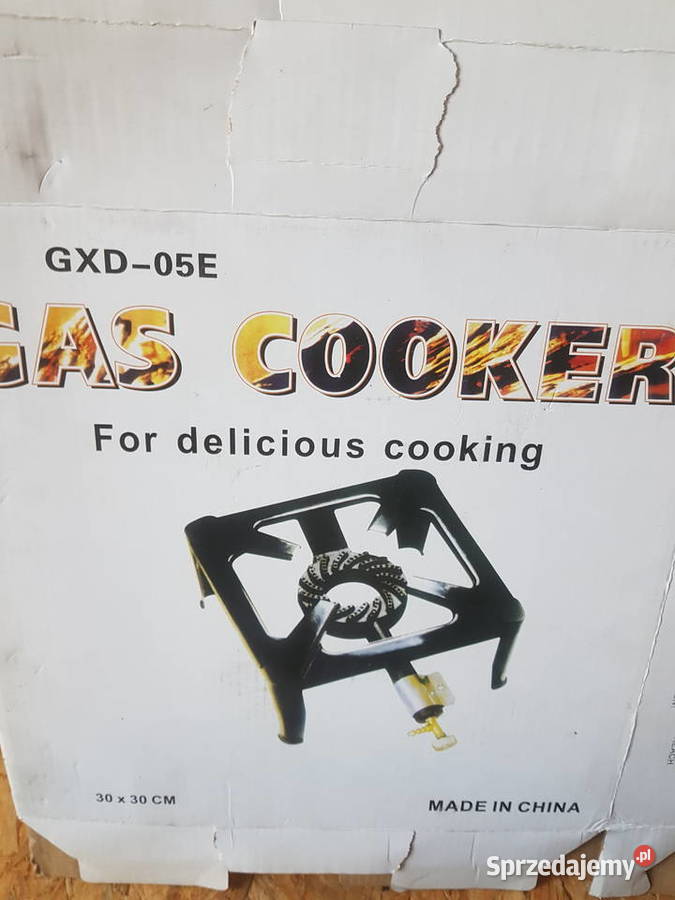 GXD-05E
GAS COOKER
For delicious cooking
30 x 30 CM
MADE IN CHINA
Sprzedajemy.pl